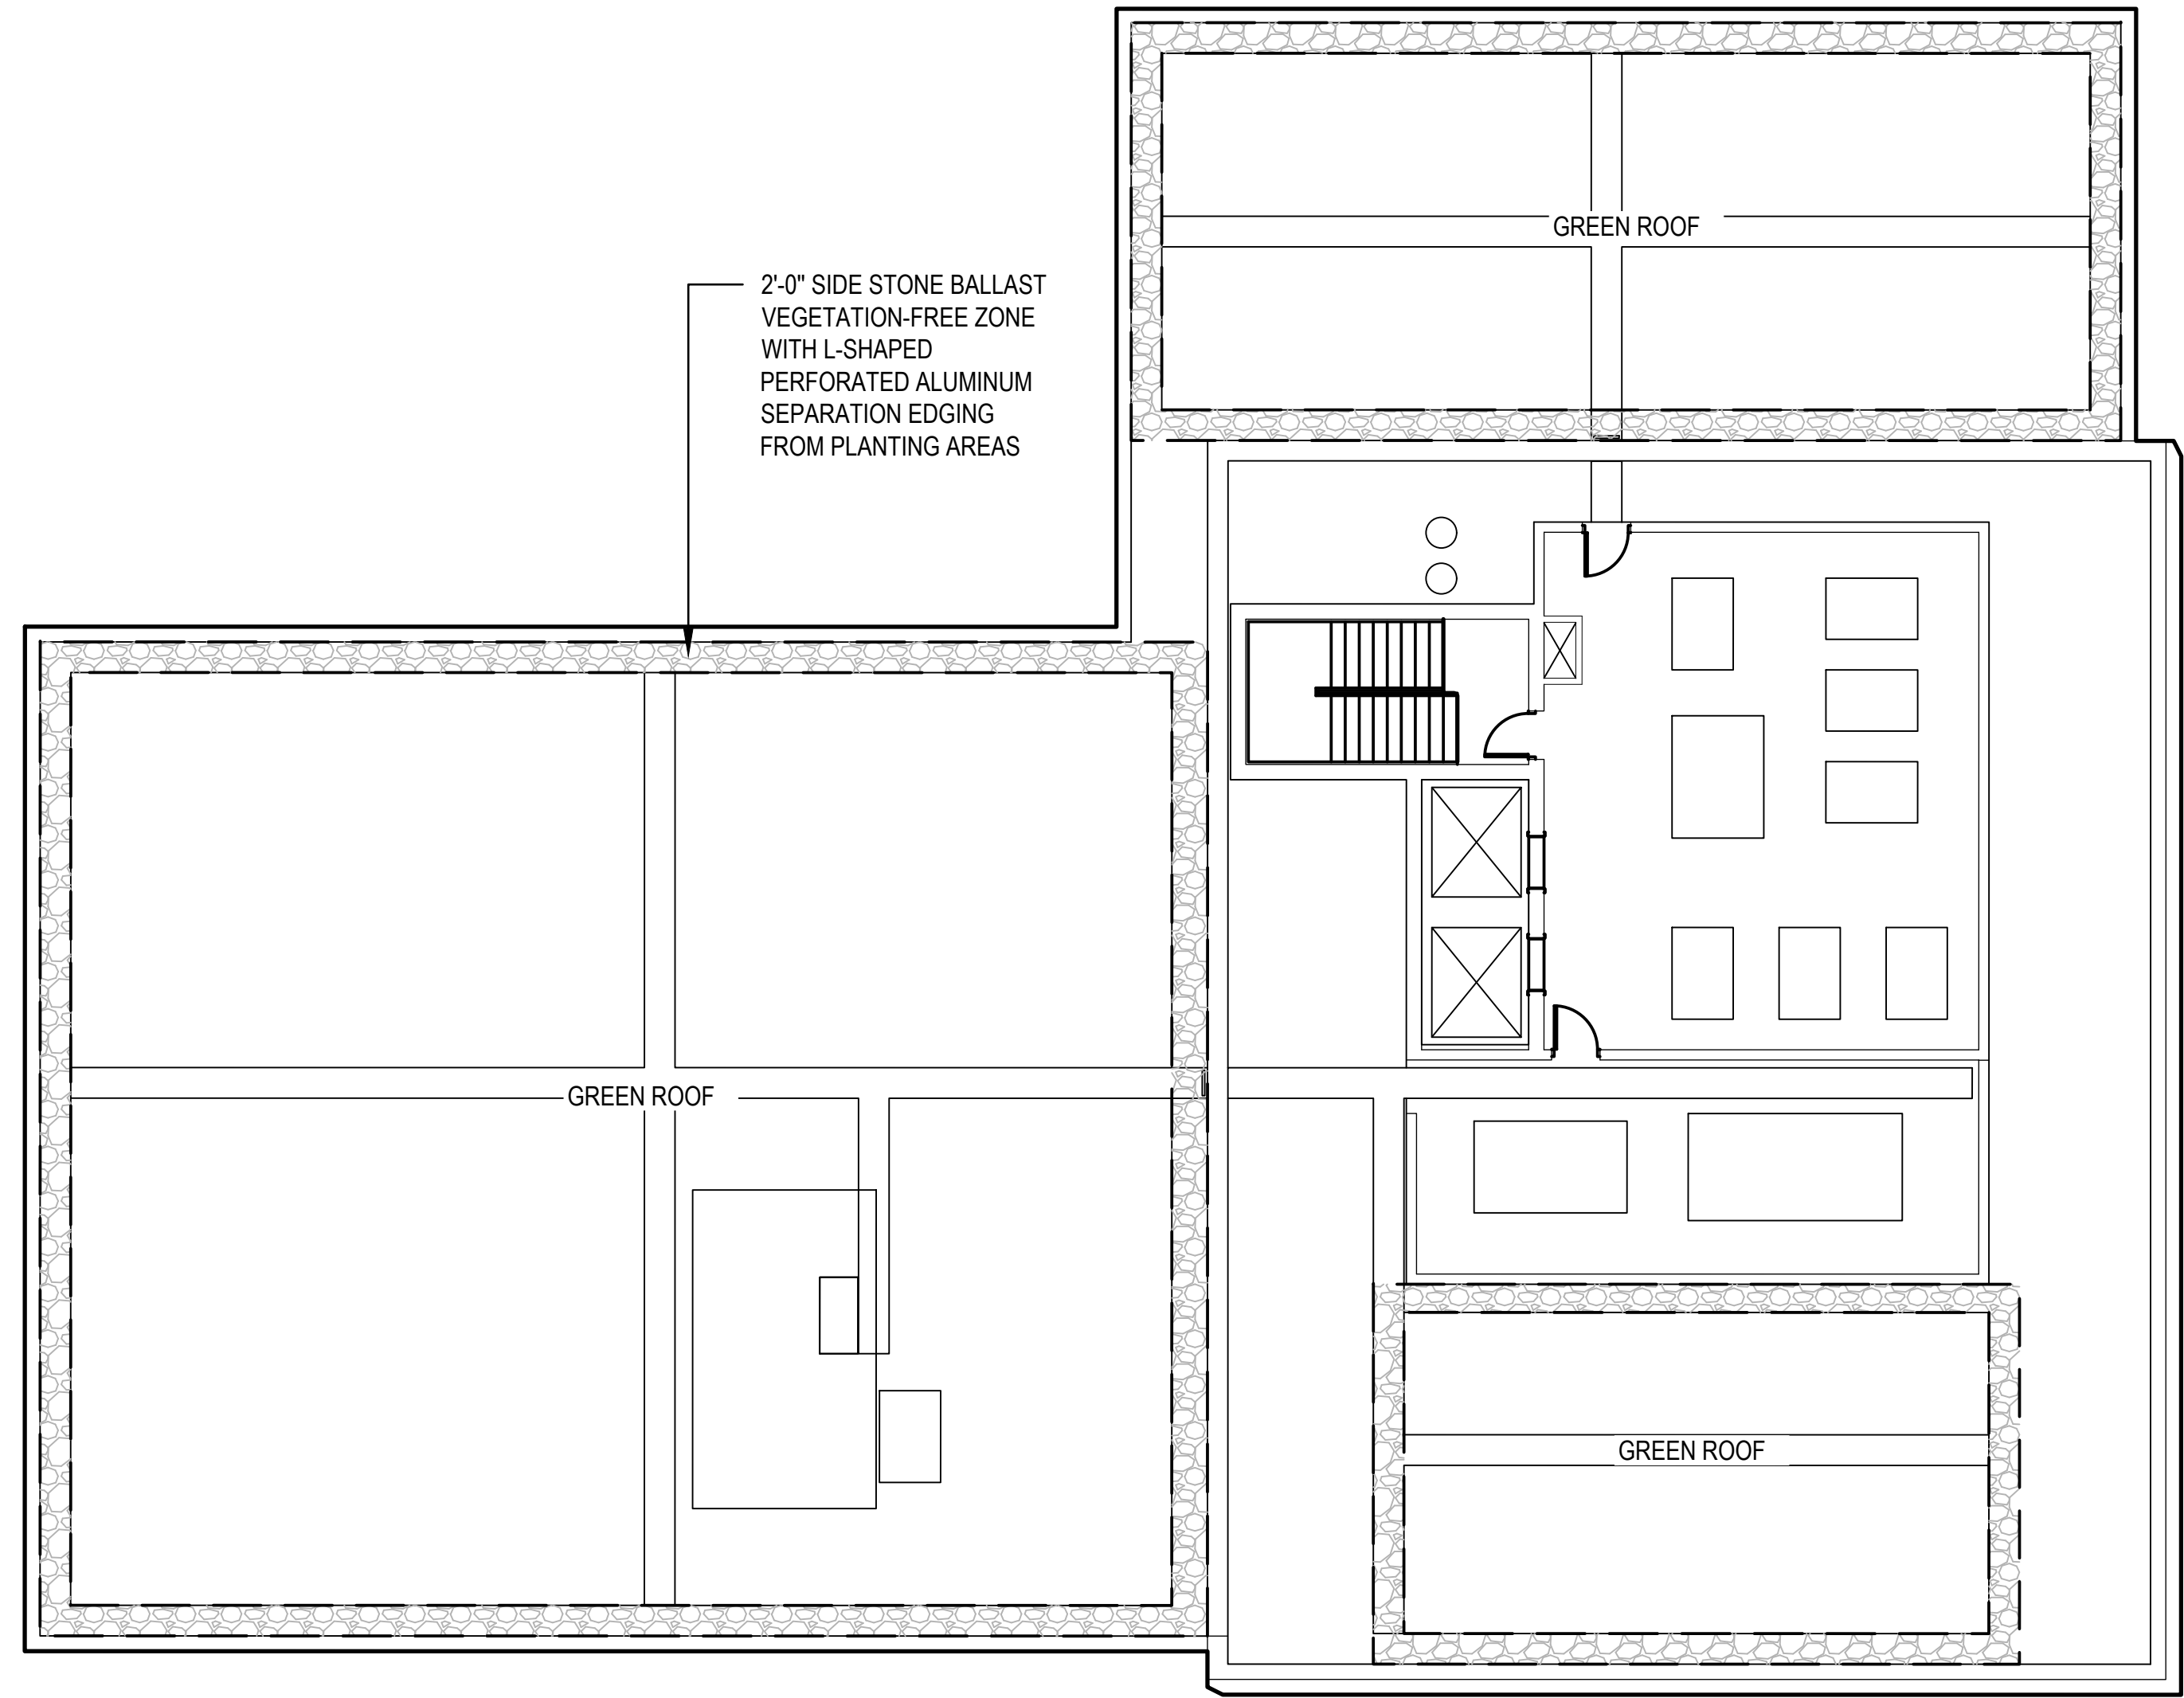 GREEN ROOF
2'-0" SIDE STONE BALLAST
VEGETATION-FREE ZONE
WITH L-SHAPED
PERFORATED ALUMINUM
SEPARATION EDGING
FROM PLANTING AREAS
GREEN ROOF
GREEN ROOF